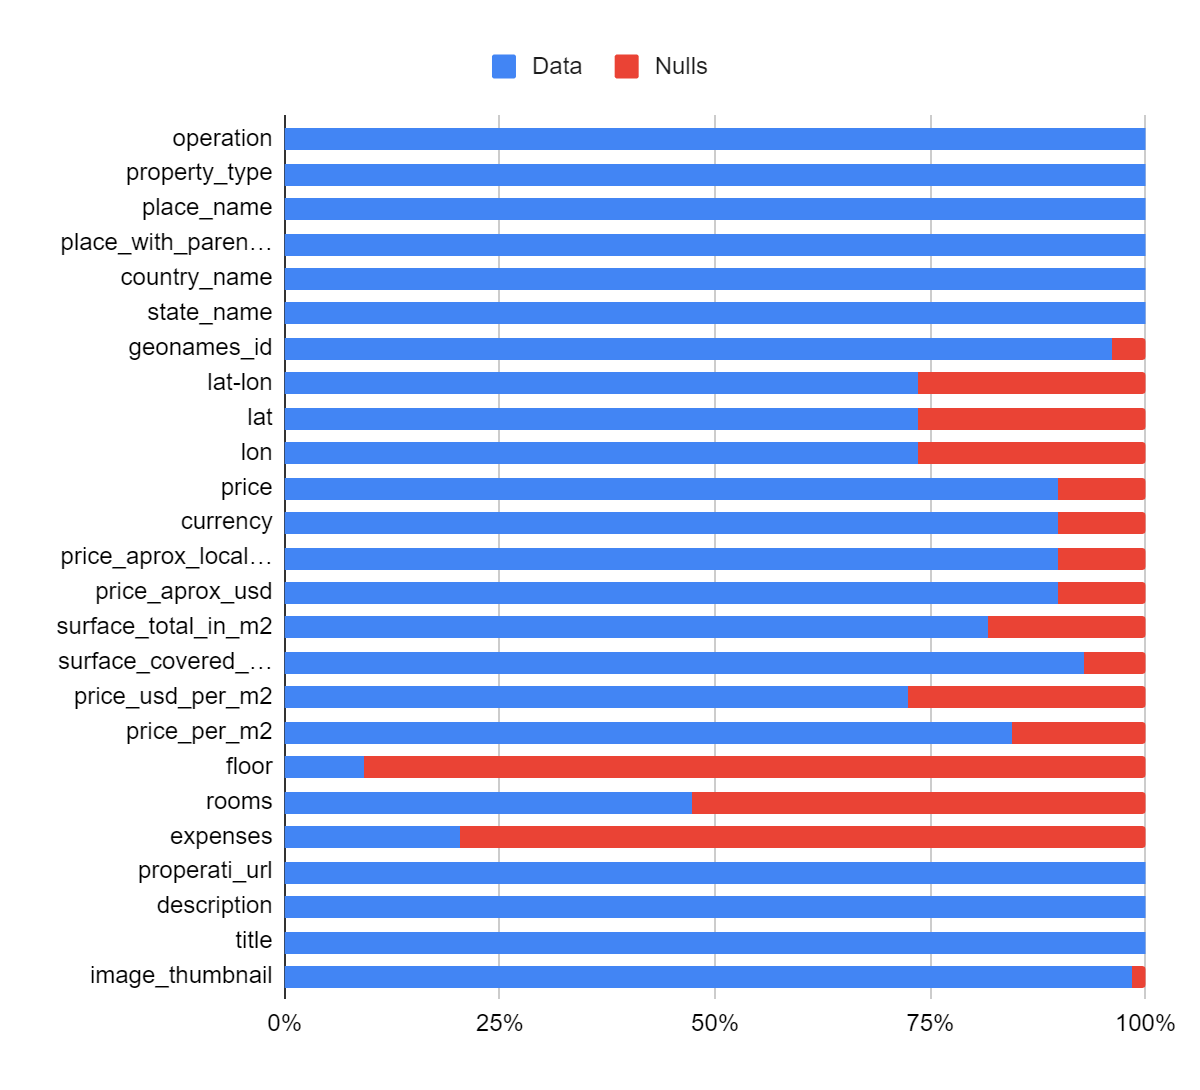 Data Nulls
operation
property_type
place_name
place_with_paren…
country_name
state_name
geonames_id
lat-lon
lat
lon
price
currency
price_aprox_local…
price_aprox_usd
surface_total_in_m2
surface_covered_…
price_usd_per_m2
price_per_m2
floor
rooms
expenses
properati_url
description
title
image_thumbnail
0% 25% 50% 75% 100%